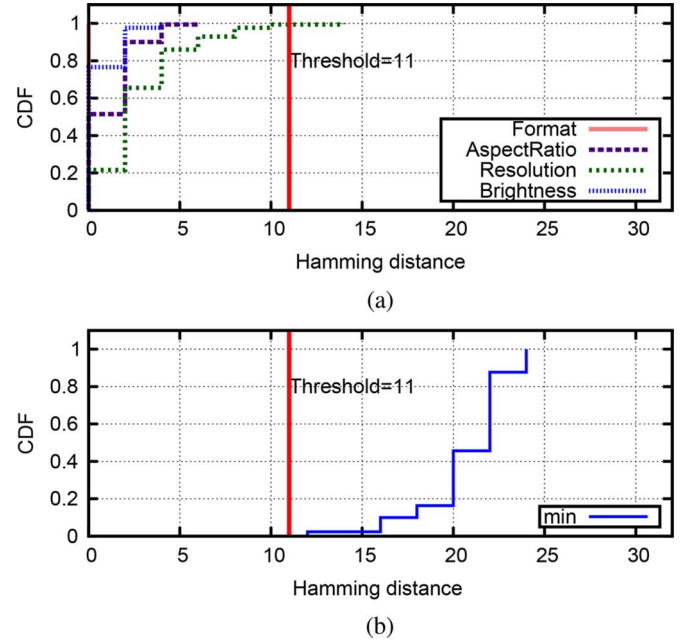 1
0.8
0.6
0.4
0.2
0
CDF
Threshold=11
Format
AspectRatio
Resolution
Brightness
0 5 10 15 20 25 30
Hamming distance
(a)
1
0.8
0.6
0.4
0.2
0
CDF
Threshold=11
min
0 5 10 15 20 25 30
Hamming distance
(b)